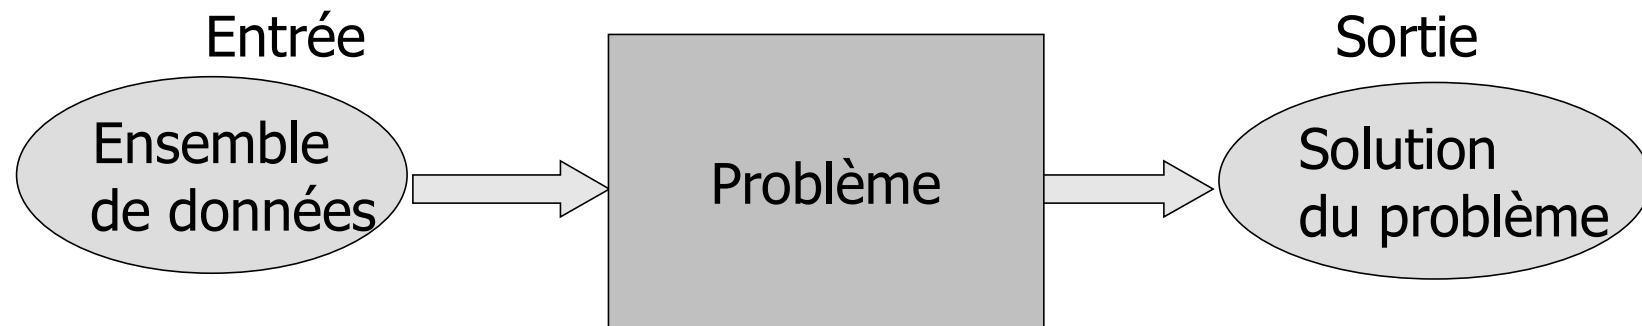 Entrée
Ensemble
de données
Problème
Sortie
Solution
du problème